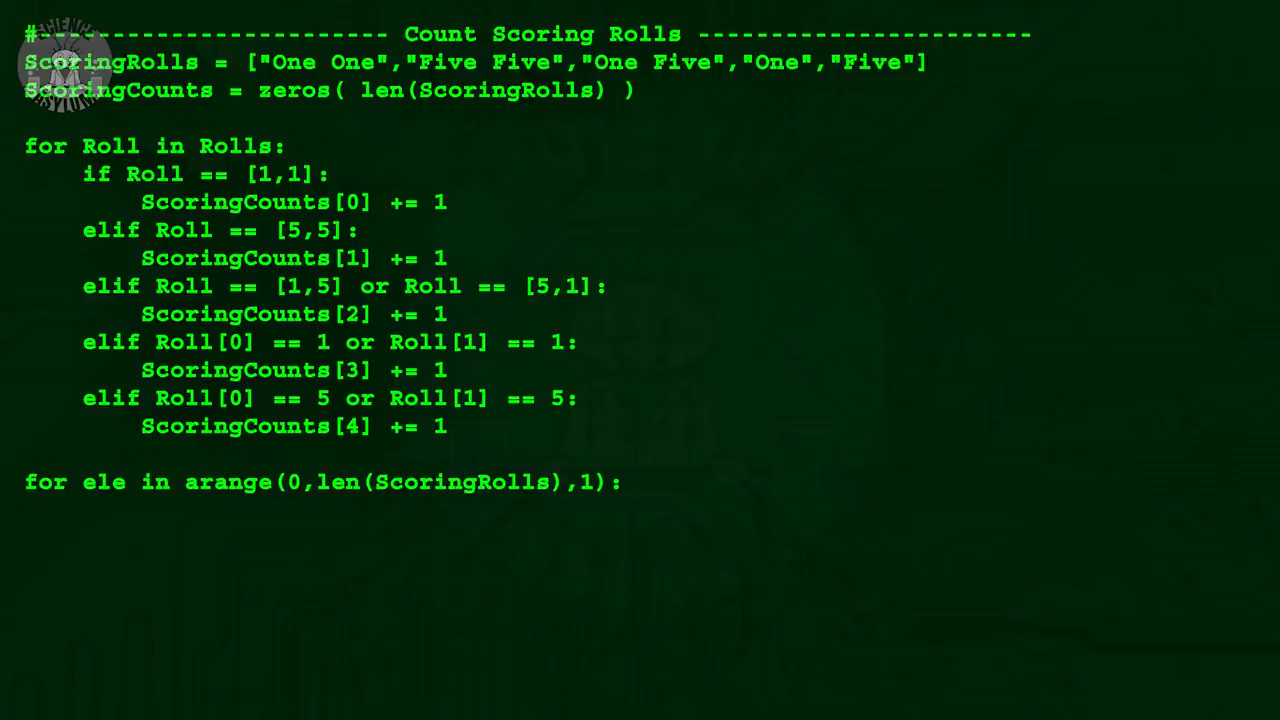 #------------------------ Count Scoring Rolls -----------------------
ScoringRolls = ["One One","Five Five","One Five","One","Five"]
ScoringCounts = zeros( len(ScoringRolls) )
for Roll in Rolls:
    if Roll == [1,1]:
        ScoringCounts[0] += 1
    elif Roll == [5,5]:
        ScoringCounts[1] += 1
    elif Roll == [1,5] or Roll == [5,1]:
        ScoringCounts[2] += 1
    elif Roll[0] == 1 or Roll[1] == 1:
        ScoringCounts[3] += 1
    elif Roll[0] == 5 or Roll[1] == 5:
        ScoringCounts[4] += 1
for ele in arange(0,len(ScoringRolls),1):